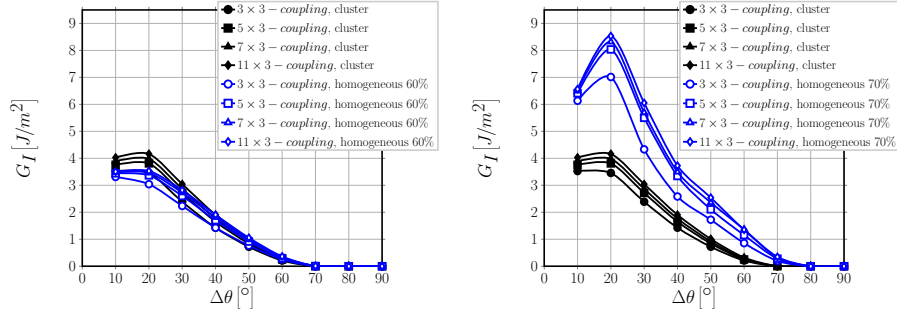 9
8
7
6
5
4
3
2
1
0
G_I [J/m²]
0 10 20 30 40 50 60 70 80 90
Δθ [°]
3 × 3 − coupling, cluster
5 × 3 − coupling, cluster
7 × 3 − coupling, cluster
11 × 3 − coupling, cluster
3 × 3 − coupling, homogeneous 60%
5 × 3 − coupling, homogeneous 60%
7 × 3 − coupling, homogeneous 60%
11 × 3 − coupling, homogeneous 60%
9
8
7
6
5
4
3
2
1
0
G_I [J/m²]
0 10 20 30 40 50 60 70 80 90
Δθ [°]
3 × 3 − coupling, cluster
5 × 3 − coupling, cluster
7 × 3 − coupling, cluster
11 × 3 − coupling, cluster
3 × 3 − coupling, homogeneous 70%
5 × 3 − coupling, homogeneous 70%
7 × 3 − coupling, homogeneous 70%
11 × 3 − coupling, homogeneous 70%